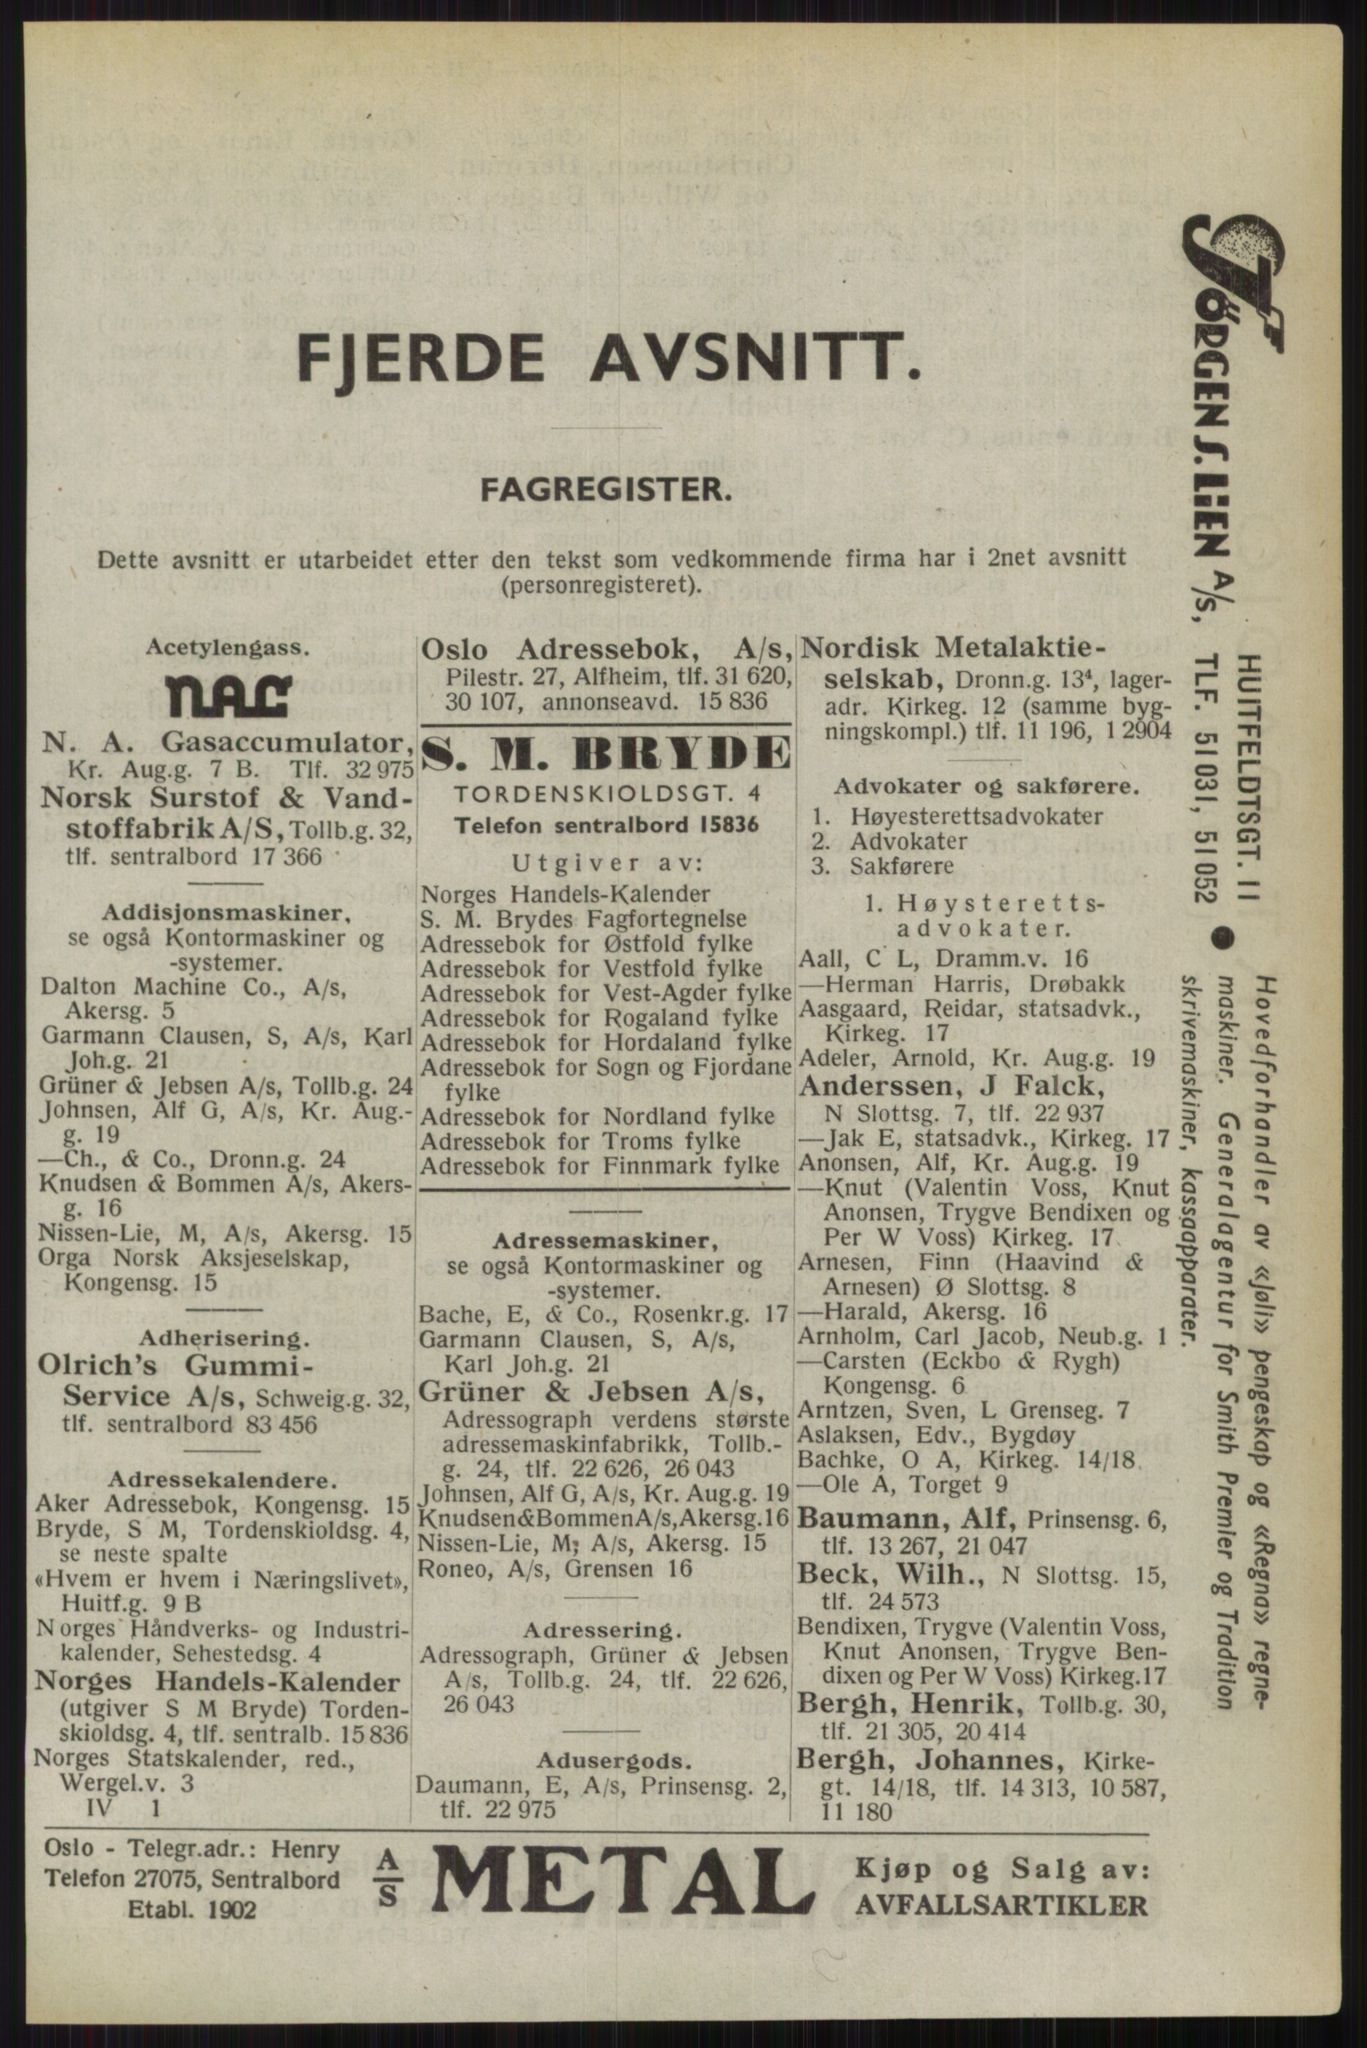 FJERDE AVSNITT.
FAGREGISTER.
Dette avsnitt er utarbeidet etter den tekst som vedkommende firma har i 2net avsnitt
(personregisteret).
Acetylengass.
NAG
N. A. Gasaccumulator,
Kr. Aug.g. 7 B. Tlf. 32 975
Norsk Surstof & Vand-
stoffabrik A/S, Tollb.g. 32,
tlf. sentralbord 17 366
Addisjonsmaskiner,
se også Kontormaskiner og
-systemer.
Dalton Machine Co., A/s,
Akersg. 5
Garmann Clausen, S, A/s, Karl
Joh.g. 21
Grüner & Jebsen A/s, Tollb.g. 24
Johnsen, Alf G, A/s, Kr. Aug.-
g. 19
—Ch., & Co., Dronn.g. 24
Knudsen & Bommen A/s, Akers-
g. 16
Nissen-Lie, M, A/s, Akersg. 15
Orga Norsk Aksjeselskap,
Kongensg. 15
Adherisering.
Olrich's Gummi-
Service A/s, Schweig.g. 32,
tlf. sentralbord 83 456
Adressekalendere.
Aker Adressebok, Kongensg. 15
Bryde, S M, Tordenskioldsg. 4,
se neste spalte
«Hvem er hvem i Næringslivet»,
Huitf.g. 9 B
Norges Håndverks- og Industri-
kalender, Sehestedsg. 4
Norges Handels-Kalender
(utgiver S M Bryde) Torden-
skioldsg. 4, tlf. sentralb. 15 836
Norges Statskalender, red.,
Wergel.v. 3
IV 1
Oslo Adressebok, A/s,
Pilestr. 27, Alfheim, tlf. 31 620,
30 107, annonseavd. 15 836
S. M. BRYDE
TORDENSKIOLDSGT. 4
Telefon sentralbord 15836
Utgiver av:
Norges Handels-Kalender
S. M. Brydes Fagfortegnelse
Adressebok for Østfold fylke
Adressebok for Vestfold fylke
Adressebok for Vest-Agder fylke
Adressebok for Rogaland fylke
Adressebok for Hordaland fylke
Adressebok for Sogn og Fjordane
fylke
Adressebok for Nordland fylke
Adressebok for Troms fylke
Adressebok for Finnmark fylke
Adressemaskiner,
se også Kontormaskiner og
-systemer.
Bache, E, & Co., Rosenkr.g. 17
Garmann Clausen, S, A/s,
Karl Joh.g. 21
Grüner & Jebsen A/s,
Adressograph verdens største
adressemaskinfabrikk, Tollb.-
g. 24, tlf. 22 626, 26 043
Johnsen, Alf G, A/s, Kr. Aug.g. 19
Knudsen&BommenA/s,Akersg.16
Nissen-Lie, M, A/s, Akersg. 15
Roneo, A/s, Grensen 16
Adressering.
Adressograph, Grüner & Jebsen
A/s, Tollb.g. 24, tlf. 22 626,
26 043
Adusergods.
Daumann, E, A/s, Prinsensg. 2,
tlf. 22 975
Nordisk Metalaktie-
selskab, Dronn.g. 13⁴, lager-
adr. Kirkeg. 12 (samme byg-
ningskompl.) tlf. 11 196, 1 2904
Advokater og sakførere.
1. Høyesterettsadvokater
2. Advokater
3. Sakførere
1. Høysteretts-
advokater.
Aall, C L, Dramm.v. 16
—Herman Harris, Drøbakk
Aasgaard, Reidar, statsadvk.,
Kirkeg. 17
Adeler, Arnold, Kr. Aug.g. 19
Anderssen, J Falck,
N Slottsg. 7, tlf. 22 937
—Jak E, statsadvk., Kirkeg. 17
Anonsen, Alf, Kr. Aug.g. 19
—Knut (Valentin Voss, Knut
Anonsen, Trygve Bendixen og
Per W Voss) Kirkeg. 17
Arnesen, Finn (Haavind &
Arnesen) Ø Slottsg. 8
—Harald, Akersg. 16
Arnholm, Carl Jacob, Neub.g. 1
—Carsten (Eckbo & Rygh)
Kongensg. 6
Arntzen, Sven, L Grenseg. 7
Aslaksen, Edv., Bygdøy
Bachke, O A, Kirkeg. 14/18
—Ole A, Torget 9
Baumann, Alf, Prinsensg. 6,
tlf. 13 267, 21 047
Beck, Wilh., N Slottsg. 15,
tlf. 24 573
Bendixen, Trygve (Valentin Voss,
Knut Anonsen, Trygve Ben-
dixen og Per W Voss) Kirkeg.17
Bergh, Henrik, Tollb.g. 30,
tlf. 21 305, 20 414
Bergh, Johannes, Kirke-
gt. 14/18, tlf. 14 313, 10 587,
11 180
JØRGEN S. LIEN A/s, TLF. 51031, 51052
HUITFELDTSGT. 11
Hovedforhandler av «Jøli» pengeskap og «Regna» regne-
maskiner. Generalagentur for Smith Premier og Tradition
skrivemaskiner, kassaapparater.
Oslo - Telegr.adr.: Henry
Telefon 27075, Sentralbord
Etabl. 1902
A/S METAL
Kjøp og Salg av:
AVFALLSARTIKLER